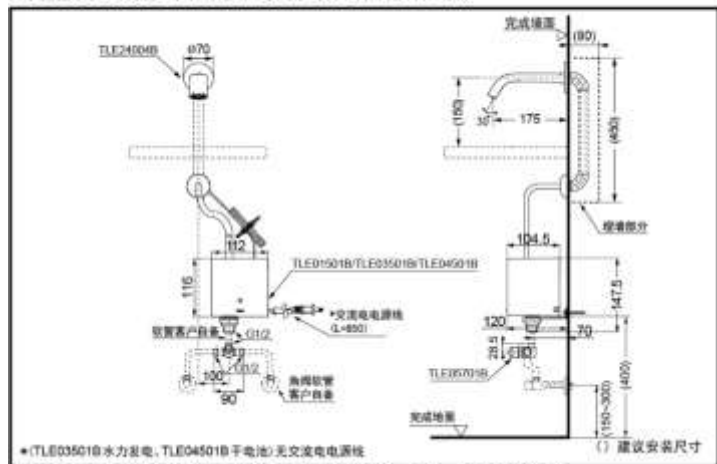 完成墙面
(80)
Ø70
TLE24004B
(150)
175
(460)
埋墙部分
112
104.5
TLE01501B/TLE03501B/TLE04501B
116
147.5
*交流电电源线
(L=650)
软管客户自备
G1/2
120
70
28.5
TLE05701B
G1/2
100
角阀软管
客户自备
90
(400)
(150~300)
完成地面
*(TLE03501B水力发电、TLE04501B干电池)无交流电电源线
()建议安装尺寸